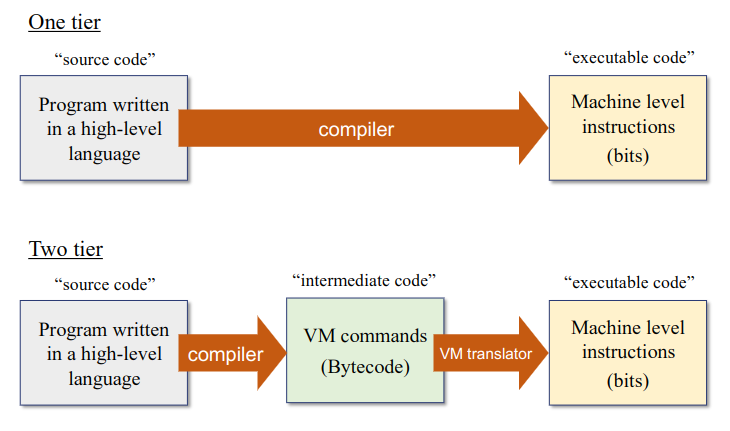 One tier
“source code”
“executable code”
Program written
in a high-level
language
compiler
Machine level
instructions
(bits)
Two tier
“source code”
“intermediate code”
“executable code”
Program written
in a high-level
language
compiler
VM commands
(Bytecode)
VM translator
Machine level
instructions
(bits)